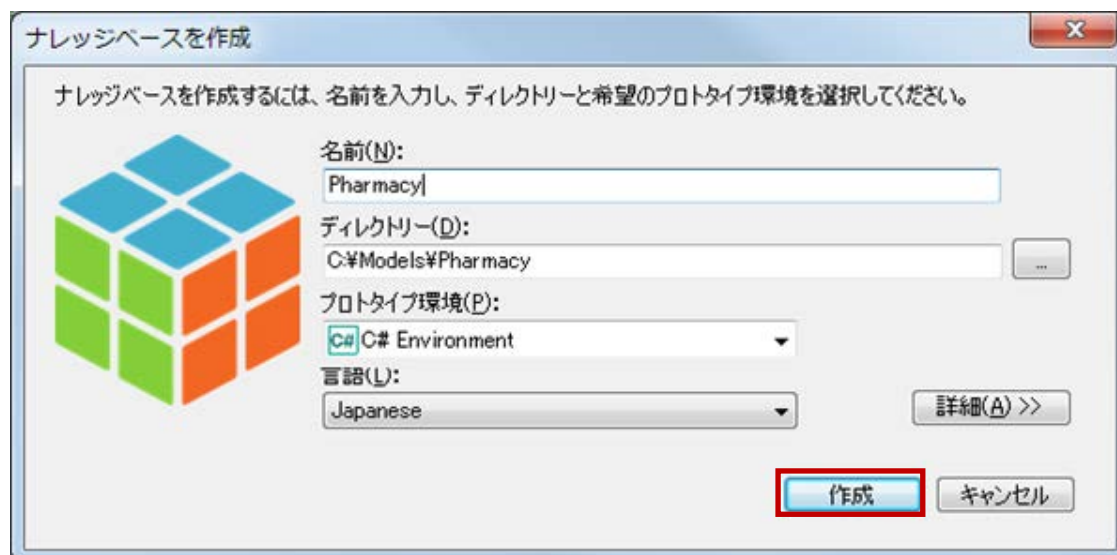 ナレッジベースを作成
ナレッジベースを作成するには、名前を入力し、ディレクトリーと希望のプロトタイプ環境を選択してください。
名前(N):
Pharmacy
ディレクトリー(D):
C:¥Models¥Pharmacy
...
プロトタイプ環境(P):
C# C# Environment
言語(L):
Japanese
詳細(A) >>
作成
キャンセル